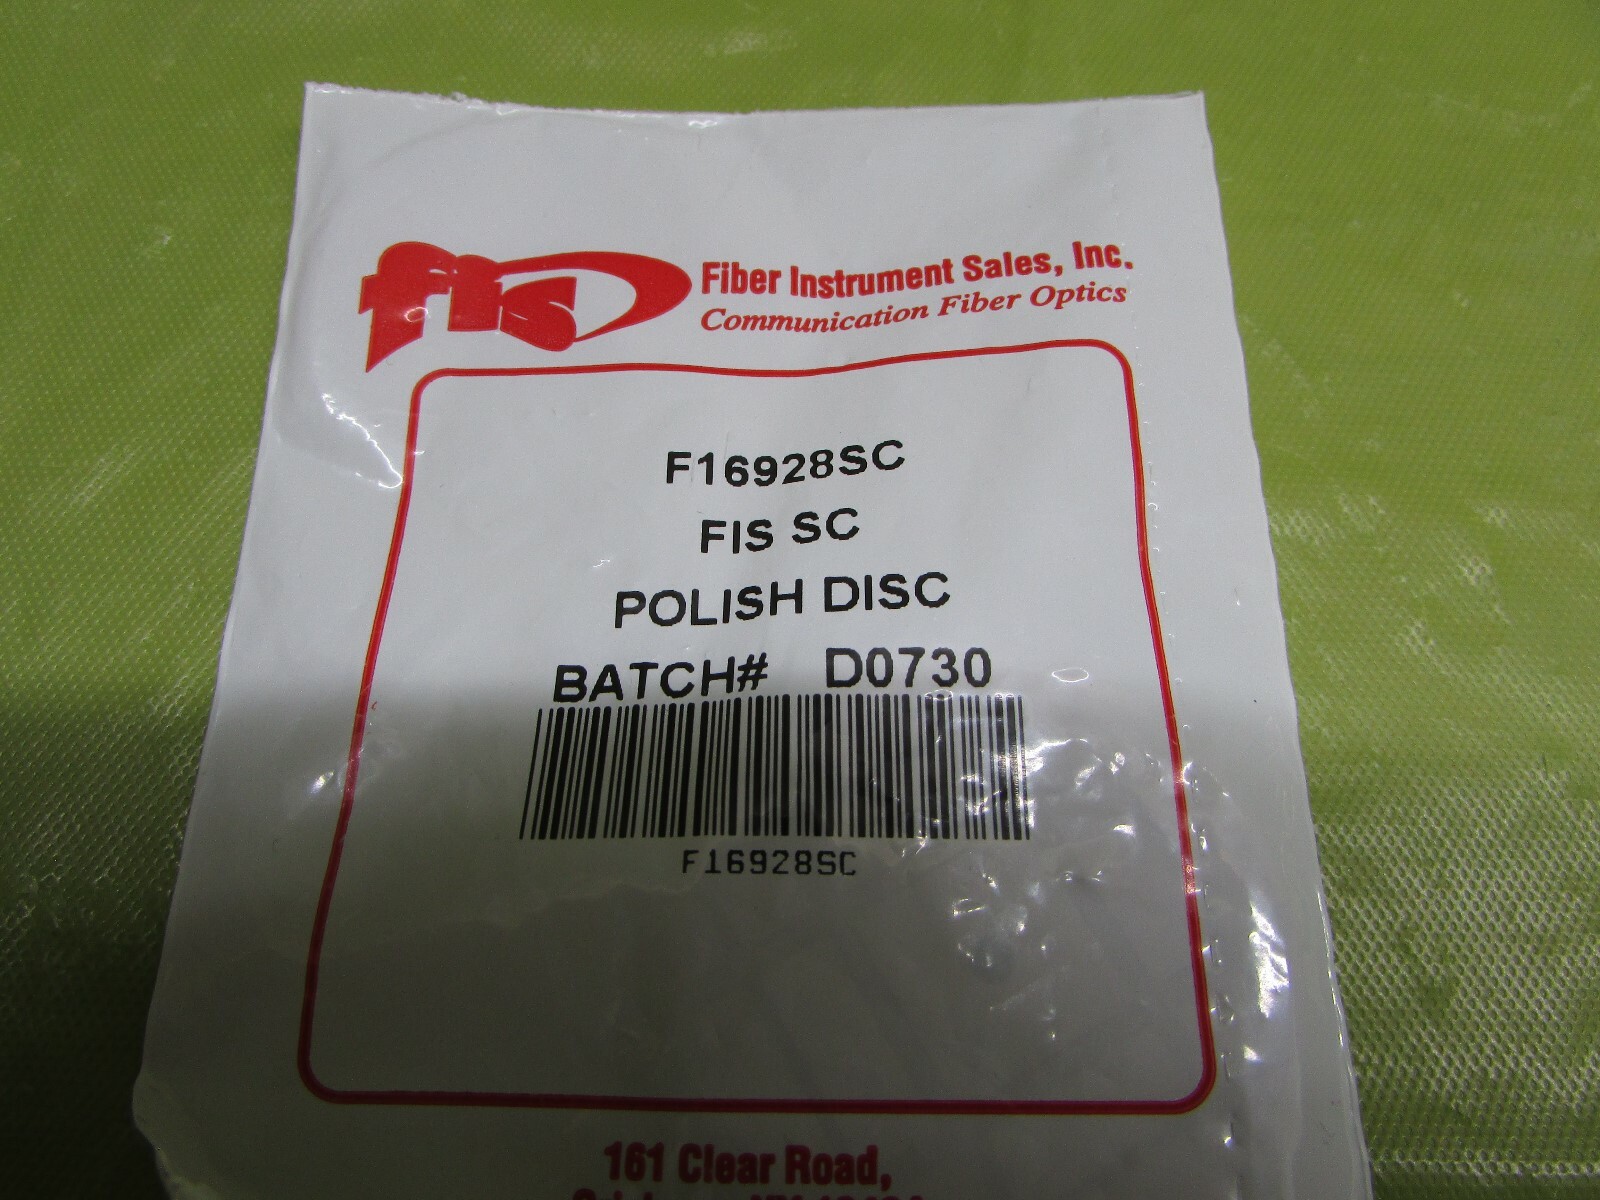 fis
Fiber Instrument Sales, Inc.
Communication Fiber Optics
F16928SC
FIS SC
POLISH DISC
BATCH# D0730
F16928SC
161 Clear Road,